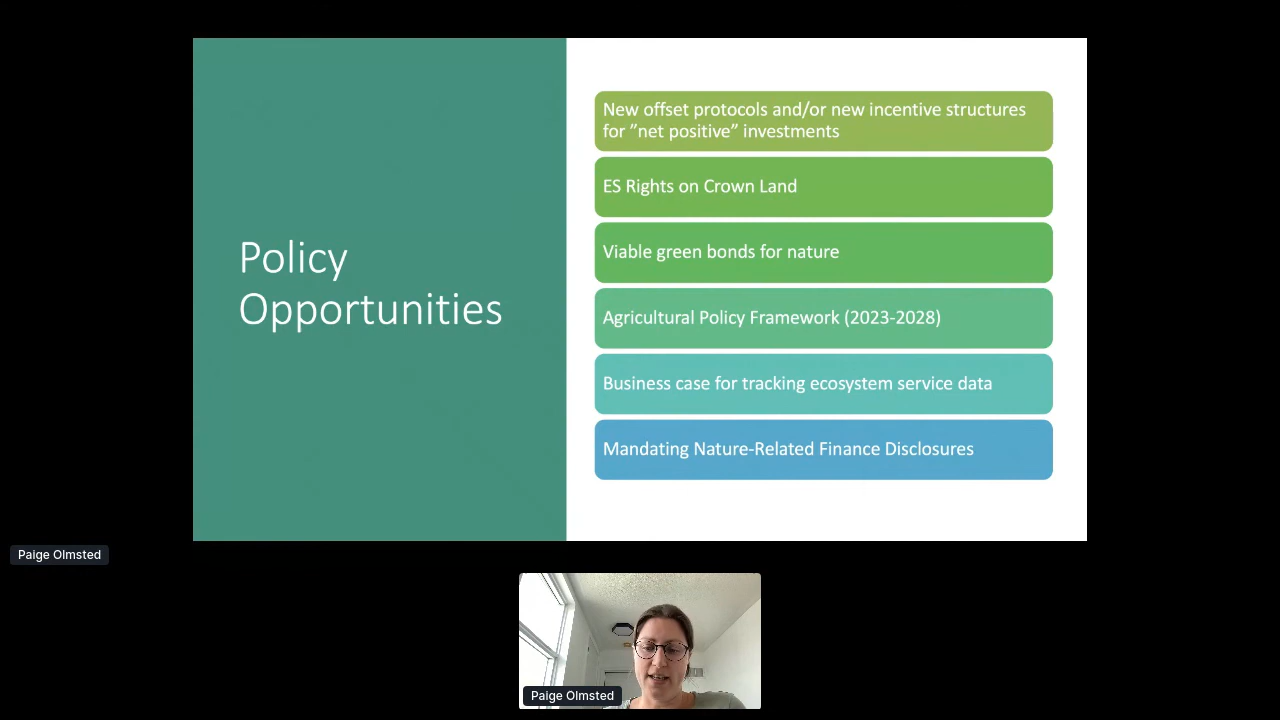 Policy
Opportunities
New offset protocols and/or new incentive structures
for ”net positive” investments
ES Rights on Crown Land
Viable green bonds for nature
Agricultural Policy Framework (2023-2028)
Business case for tracking ecosystem service data
Mandating Nature-Related Finance Disclosures
Paige Olmsted
Paige Olmsted